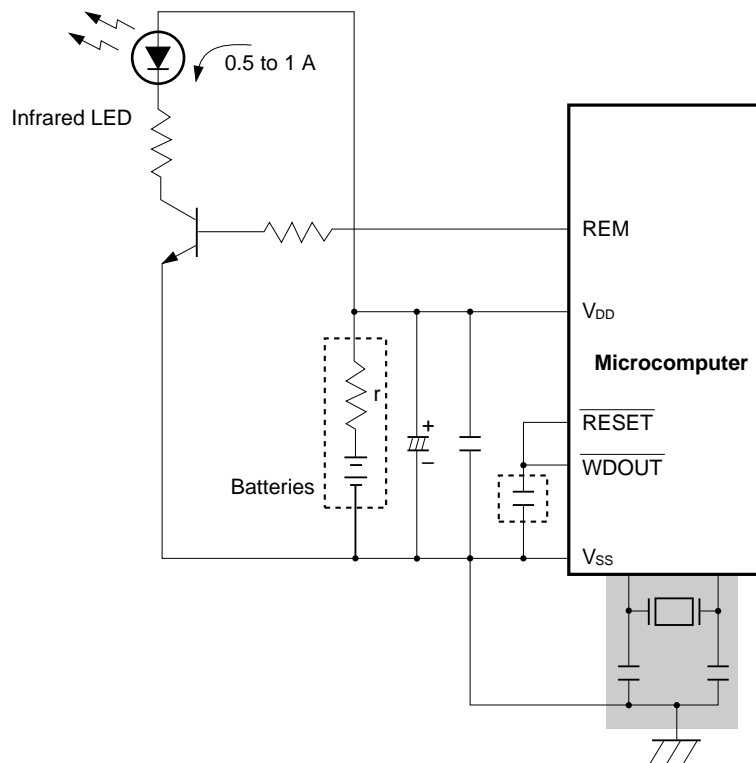 0.5 to 1 A
Infrared LED
REM
VDD
Microcomputer
r
RESET
+
–
WDOUT
Batteries
VSS